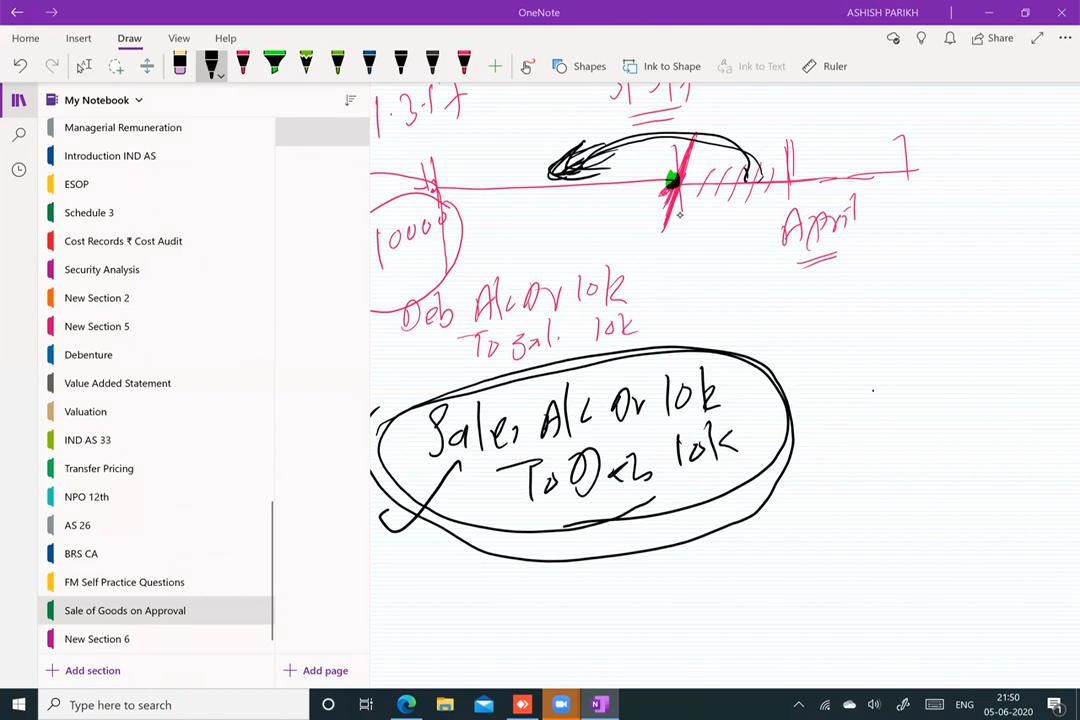 OneNote
ASHISH PARIKH
Home Insert Draw View Help
Share
Shapes
Ink to Shape
Ink to Text
Ruler
My Notebook
Managerial Remuneration
Introduction IND AS
ESOP
Schedule 3
Cost Records ₹ Cost Audit
Security Analysis
New Section 2
New Section 5
Debenture
Value Added Statement
Valuation
IND AS 33
Transfer Pricing
NPO 12th
AS 26
BRS CA
FM Self Practice Questions
Sale of Goods on Approval
New Section 6
Add section
Add page
1.3.17
10000
April
Deb A/c Dr 10k
To Sal. 10k
Sales A/c Dr 10k
To Deb 10k
Type here to search
ENG
21:50
05-06-2020
1